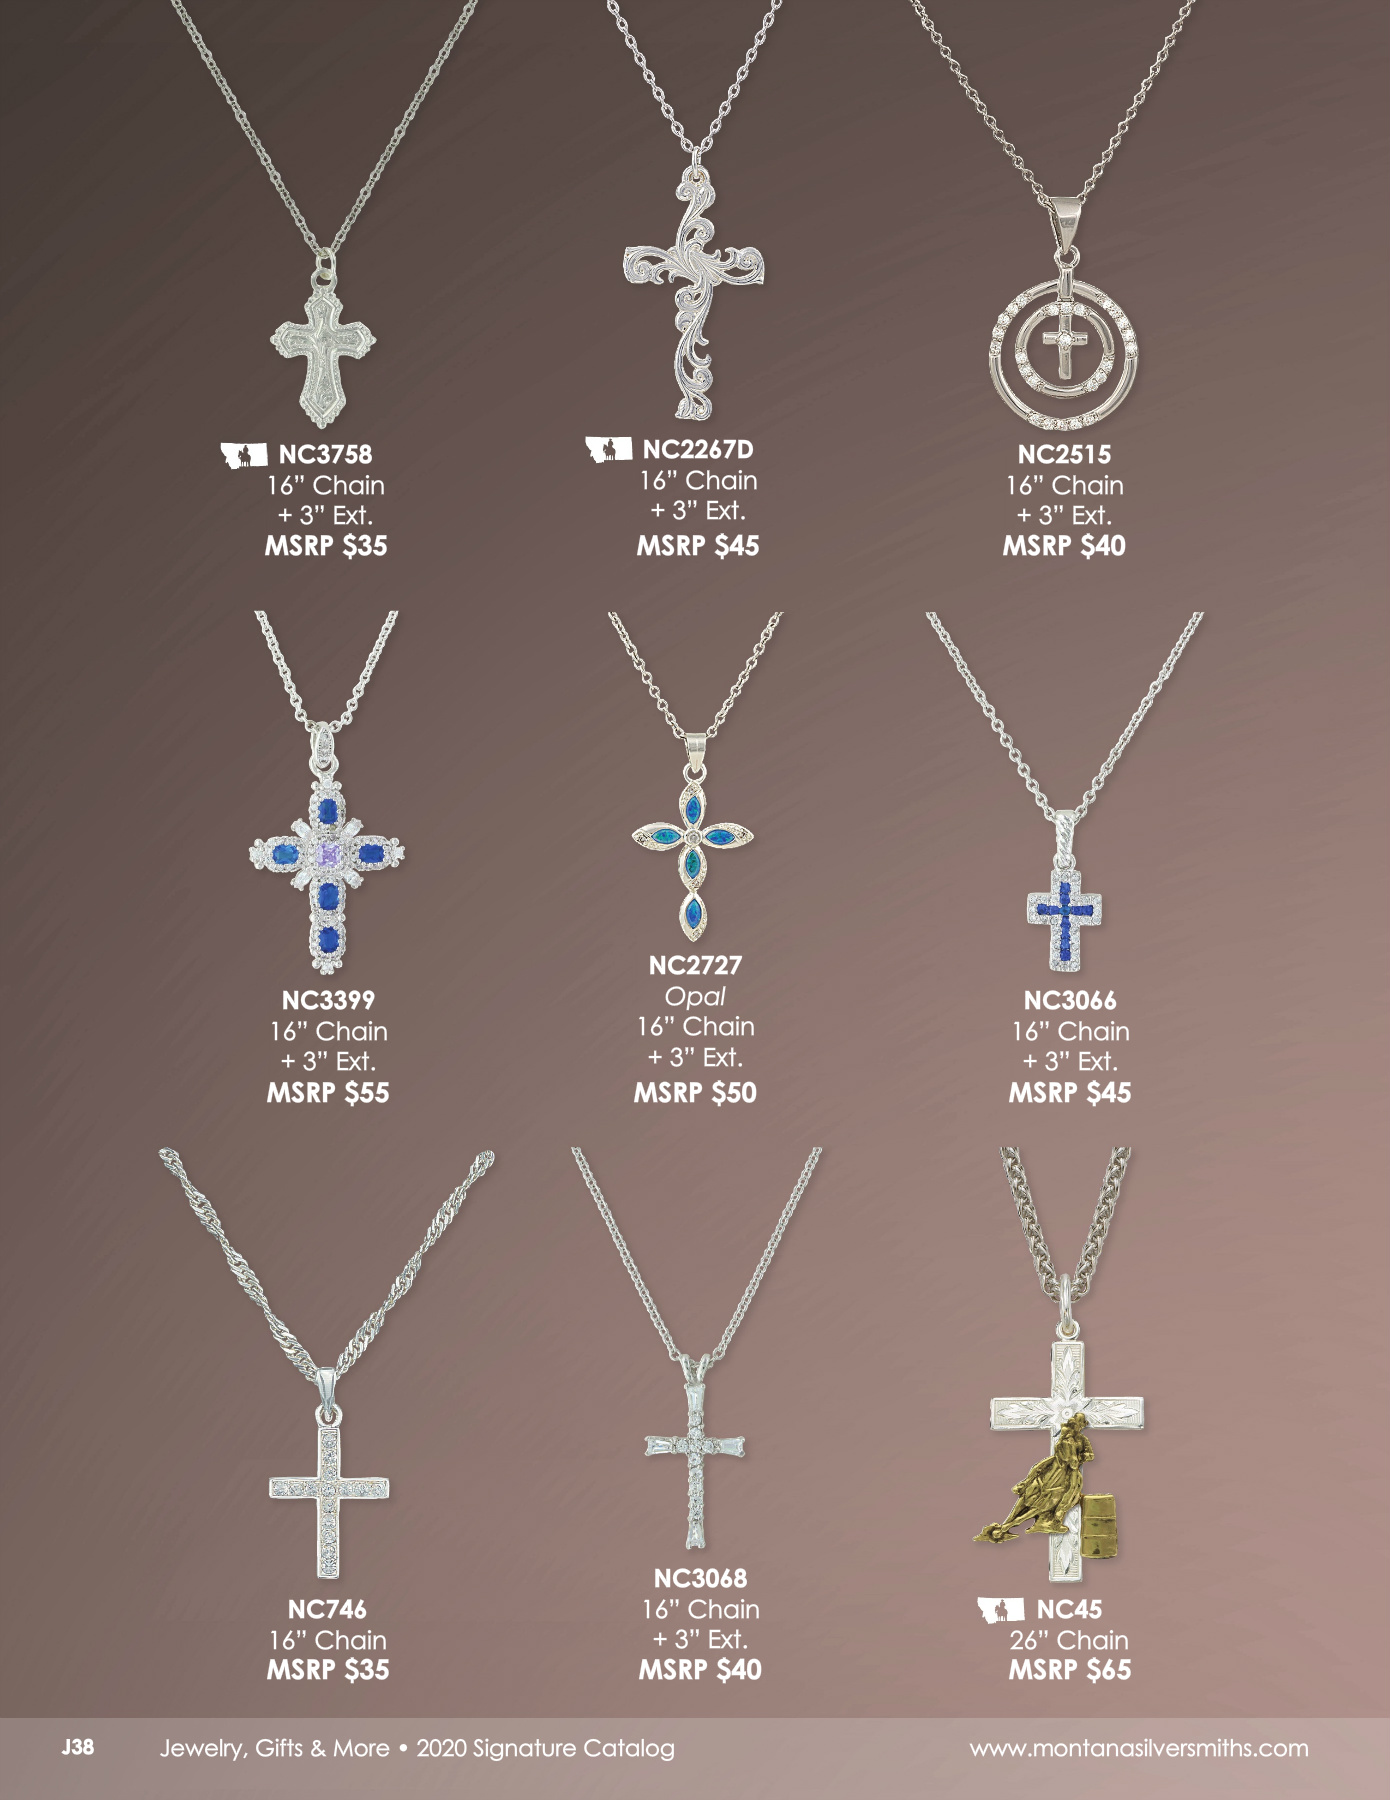 NC3758
16” Chain
+ 3” Ext.
MSRP $35
NC2267D
16” Chain
+ 3” Ext.
MSRP $45
NC2515
16” Chain
+ 3” Ext.
MSRP $40
NC3399
16” Chain
+ 3” Ext.
MSRP $55
NC2727
Opal
16” Chain
+ 3” Ext.
MSRP $50
NC3066
16” Chain
+ 3” Ext.
MSRP $45
NC746
16” Chain
MSRP $35
NC3068
16” Chain
+ 3” Ext.
MSRP $40
NC45
26” Chain
MSRP $65
J38 Jewelry, Gifts & More • 2020 Signature Catalog www.montanasilversmiths.com